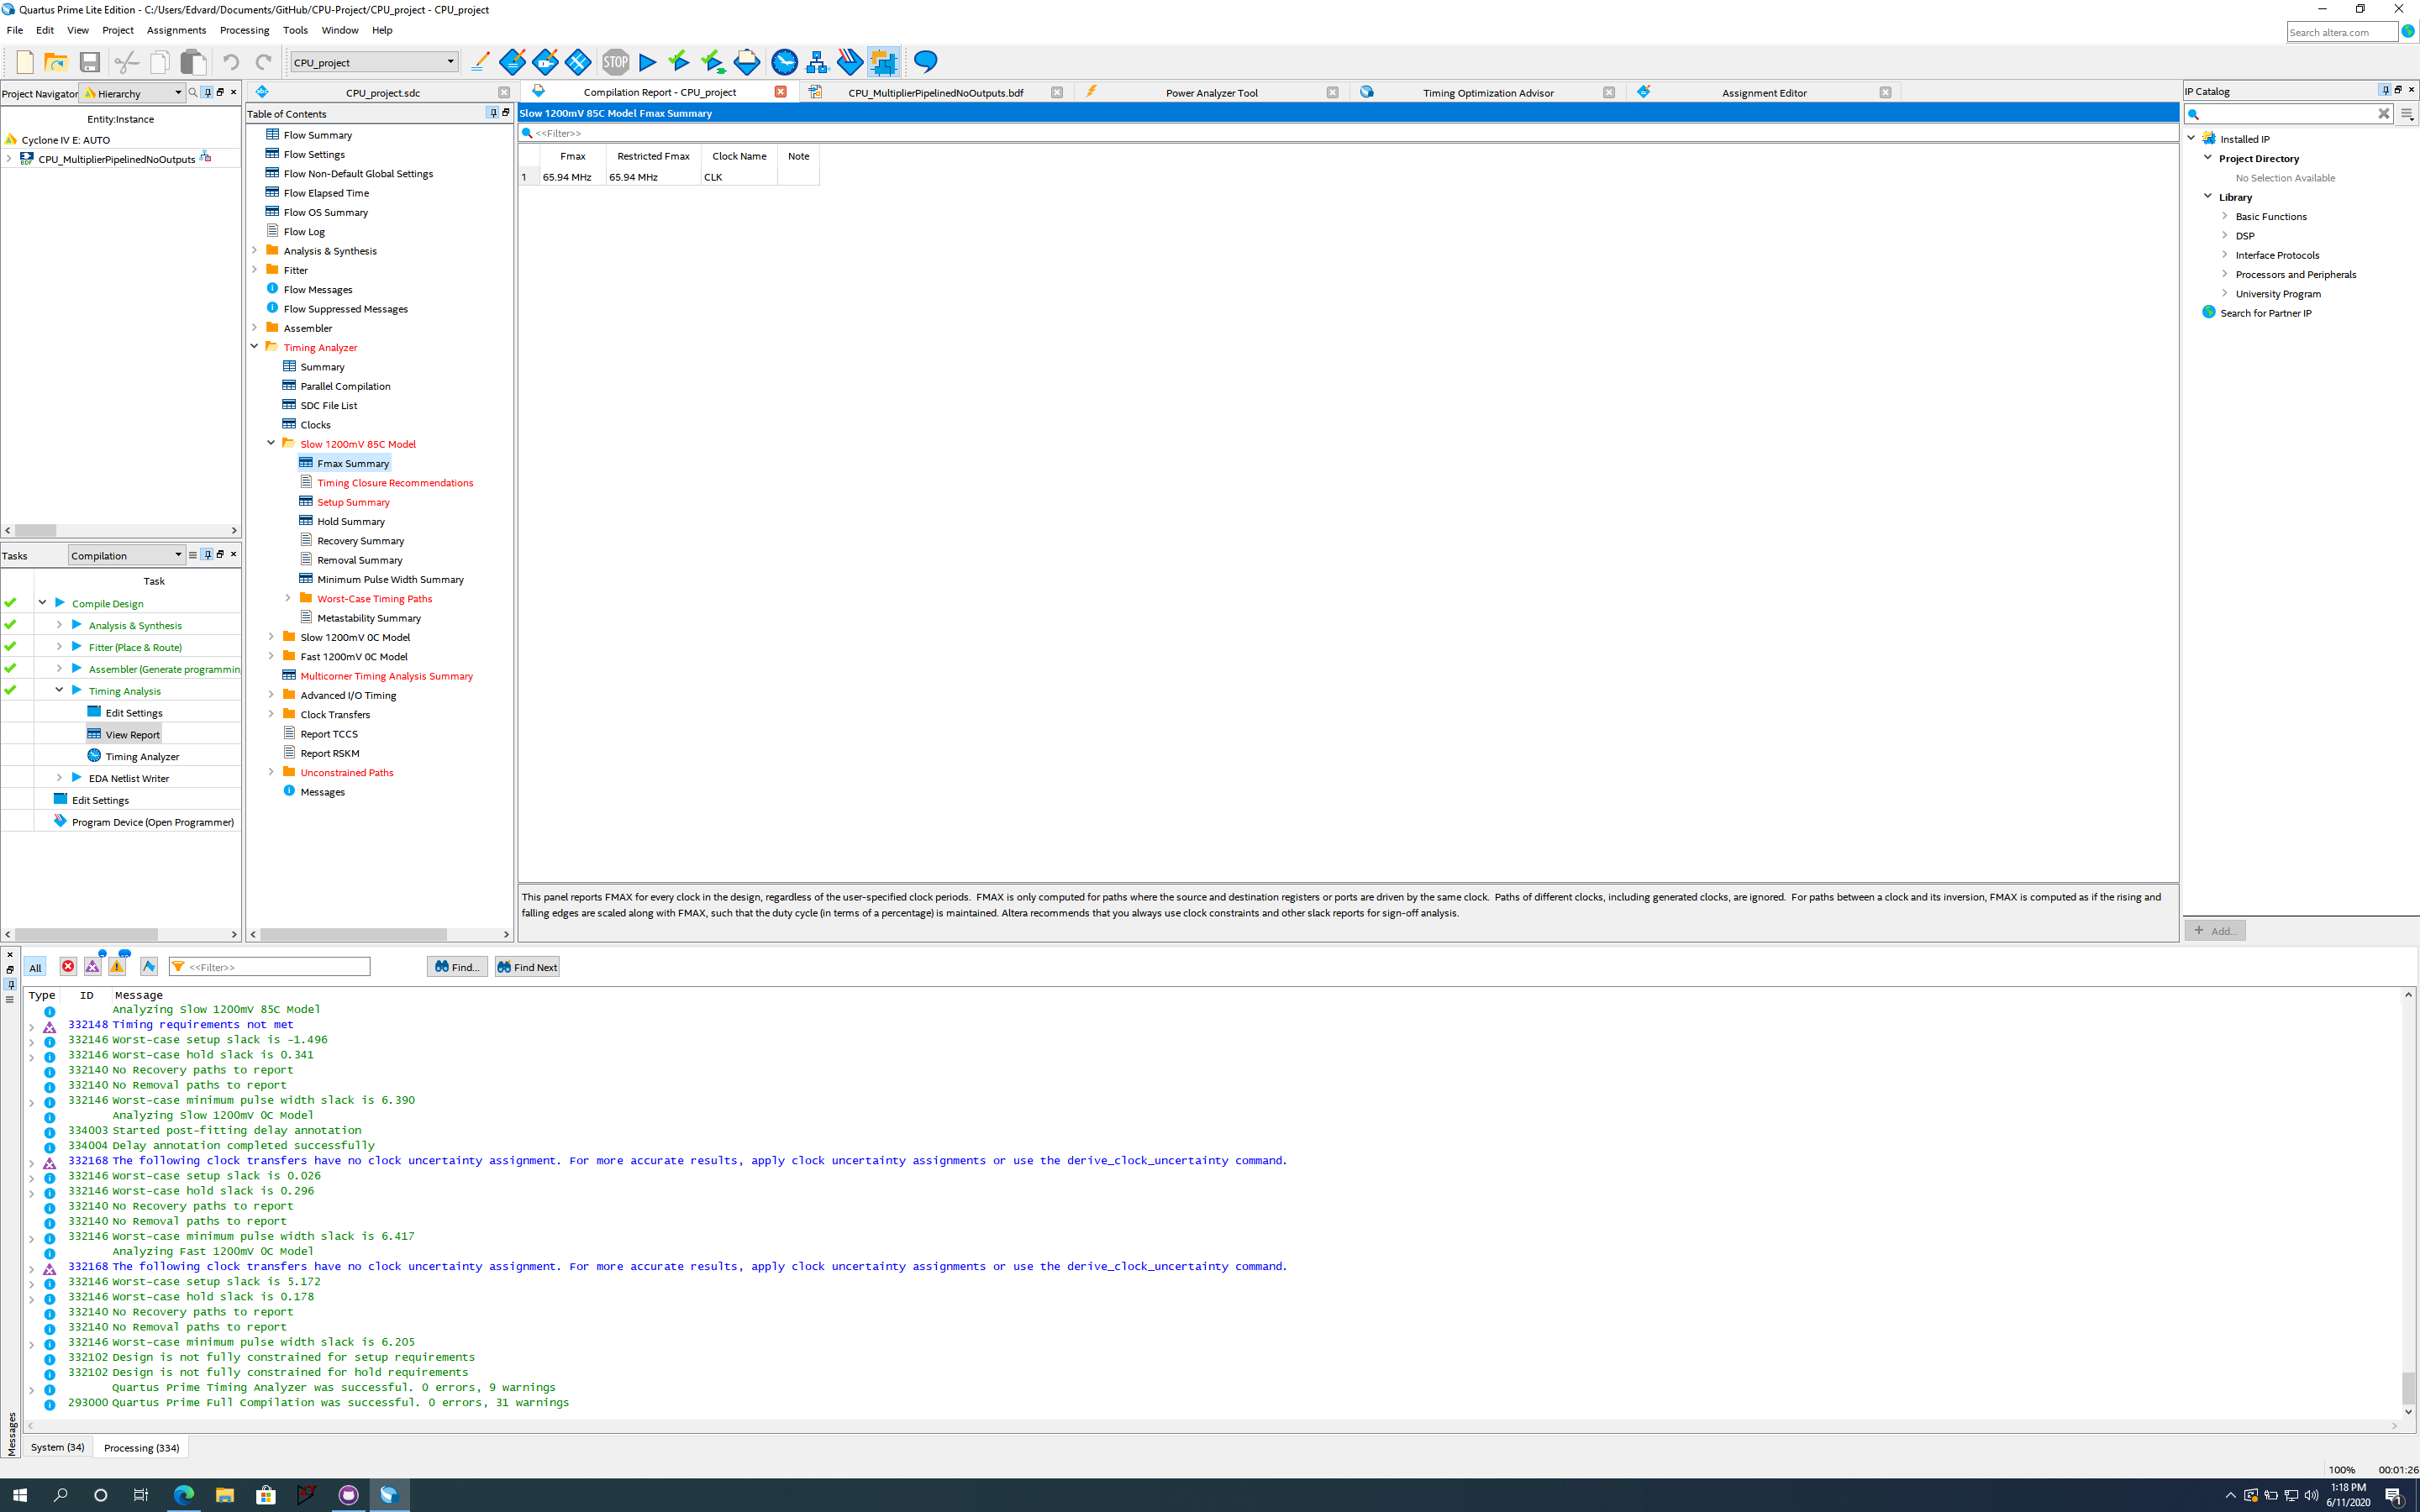 Quartus Prime Lite Edition - C:/Users/Edvard/Documents/GitHub/CPU-Project/CPU_project - CPU_project
File Edit View Project Assignments Processing Tools Window Help
Search altera.com
CPU_project
Project Navigator Hierarchy
Entity:Instance
Cyclone IV E: AUTO
CPU_MultiplierPipelinedNoOutputs
Tasks Compilation
Task
Compile Design
Analysis & Synthesis
Fitter (Place & Route)
Assembler (Generate programmin
Timing Analysis
Edit Settings
View Report
Timing Analyzer
EDA Netlist Writer
Edit Settings
Program Device (Open Programmer)
CPU_project.sdc
Compilation Report - CPU_project
CPU_MultiplierPipelinedNoOutputs.bdf
Power Analyzer Tool
Timing Optimization Advisor
Assignment Editor
Table of Contents
Flow Summary
Flow Settings
Flow Non-Default Global Settings
Flow Elapsed Time
Flow OS Summary
Flow Log
Analysis & Synthesis
Fitter
Flow Messages
Flow Suppressed Messages
Assembler
Timing Analyzer
Summary
Parallel Compilation
SDC File List
Clocks
Slow 1200mV 85C Model
Fmax Summary
Timing Closure Recommendations
Setup Summary
Hold Summary
Recovery Summary
Removal Summary
Minimum Pulse Width Summary
Worst-Case Timing Paths
Metastability Summary
Slow 1200mV 0C Model
Fast 1200mV 0C Model
Multicorner Timing Analysis Summary
Advanced I/O Timing
Clock Transfers
Report TCCS
Report RSKM
Unconstrained Paths
Messages
Slow 1200mV 85C Model Fmax Summary
<<Filter>>
Fmax Restricted Fmax Clock Name Note
1 65.94 MHz 65.94 MHz CLK
This panel reports FMAX for every clock in the design, regardless of the user-specified clock periods. FMAX is only computed for paths where the source and destination registers or ports are driven by the same clock. Paths of different clocks, including generated clocks, are ignored. For paths between a clock and its inversion, FMAX is computed as if the rising and
falling edges are scaled along with FMAX, such that the duty cycle (in terms of a percentage) is maintained. Altera recommends that you always use clock constraints and other slack reports for sign-off analysis.
IP Catalog
Installed IP
Project Directory
No Selection Available
Library
Basic Functions
DSP
Interface Protocols
Processors and Peripherals
University Program
Search for Partner IP
+ Add...
All <<Filter>> Find... Find Next
Type ID Message
Analyzing Slow 1200mV 85C Model
332148 Timing requirements not met
332146 Worst-case setup slack is -1.496
332146 Worst-case hold slack is 0.341
332140 No Recovery paths to report
332140 No Removal paths to report
332146 Worst-case minimum pulse width slack is 6.390
Analyzing Slow 1200mV 0C Model
334003 Started post-fitting delay annotation
334004 Delay annotation completed successfully
332168 The following clock transfers have no clock uncertainty assignment. For more accurate results, apply clock uncertainty assignments or use the derive_clock_uncertainty command.
332146 Worst-case setup slack is 0.026
332146 Worst-case hold slack is 0.296
332140 No Recovery paths to report
332140 No Removal paths to report
332146 Worst-case minimum pulse width slack is 6.417
Analyzing Fast 1200mV 0C Model
332168 The following clock transfers have no clock uncertainty assignment. For more accurate results, apply clock uncertainty assignments or use the derive_clock_uncertainty command.
332146 Worst-case setup slack is 5.172
332146 Worst-case hold slack is 0.178
332140 No Recovery paths to report
332140 No Removal paths to report
332146 Worst-case minimum pulse width slack is 6.205
332102 Design is not fully constrained for setup requirements
332102 Design is not fully constrained for hold requirements
Quartus Prime Timing Analyzer was successful. 0 errors, 9 warnings
293000 Quartus Prime Full Compilation was successful. 0 errors, 31 warnings
Messages
System (34) Processing (334)
100% 00:01:26
1:18 PM
6/11/2020